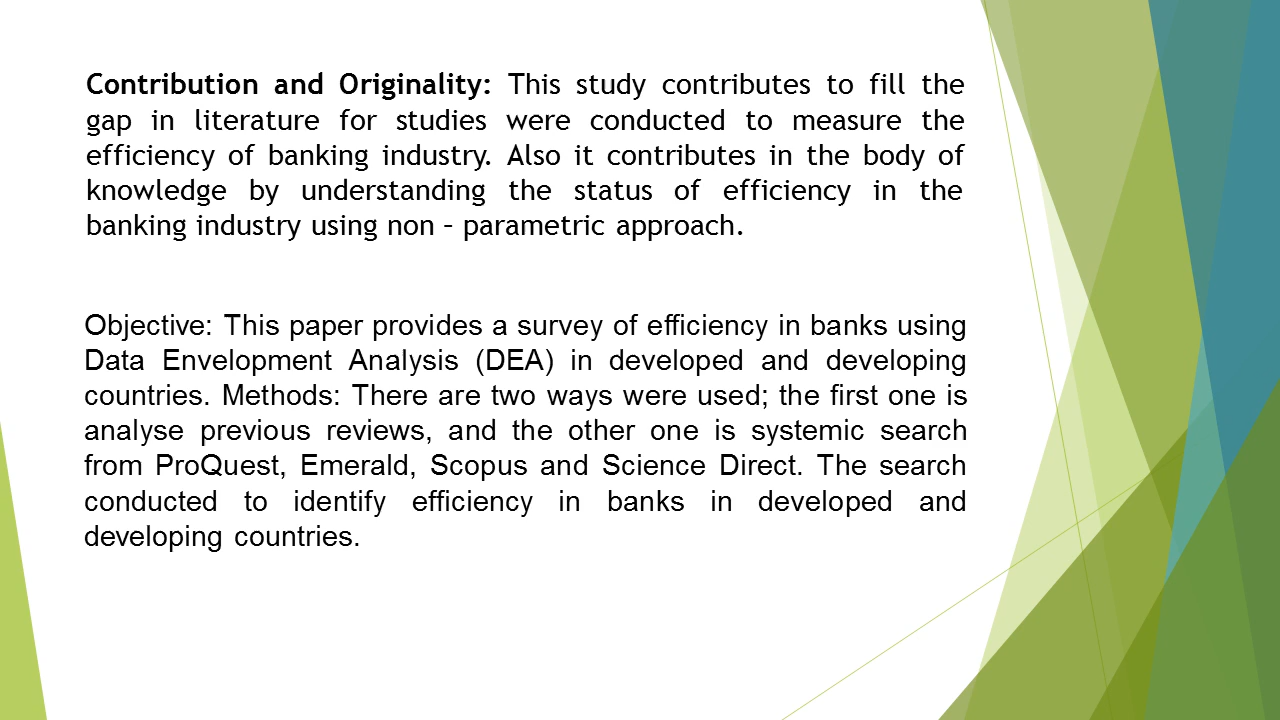 Contribution and Originality: This study contributes to fill the
gap in literature for studies were conducted to measure the
efficiency of banking industry. Also it contributes in the body of
knowledge by understanding the status of efficiency in the
banking industry using non – parametric approach.
Objective: This paper provides a survey of efficiency in banks using
Data Envelopment Analysis (DEA) in developed and developing
countries. Methods: There are two ways were used; the first one is
analyse previous reviews, and the other one is systemic search
from ProQuest, Emerald, Scopus and Science Direct. The search
conducted to identify efficiency in banks in developed and
developing countries.